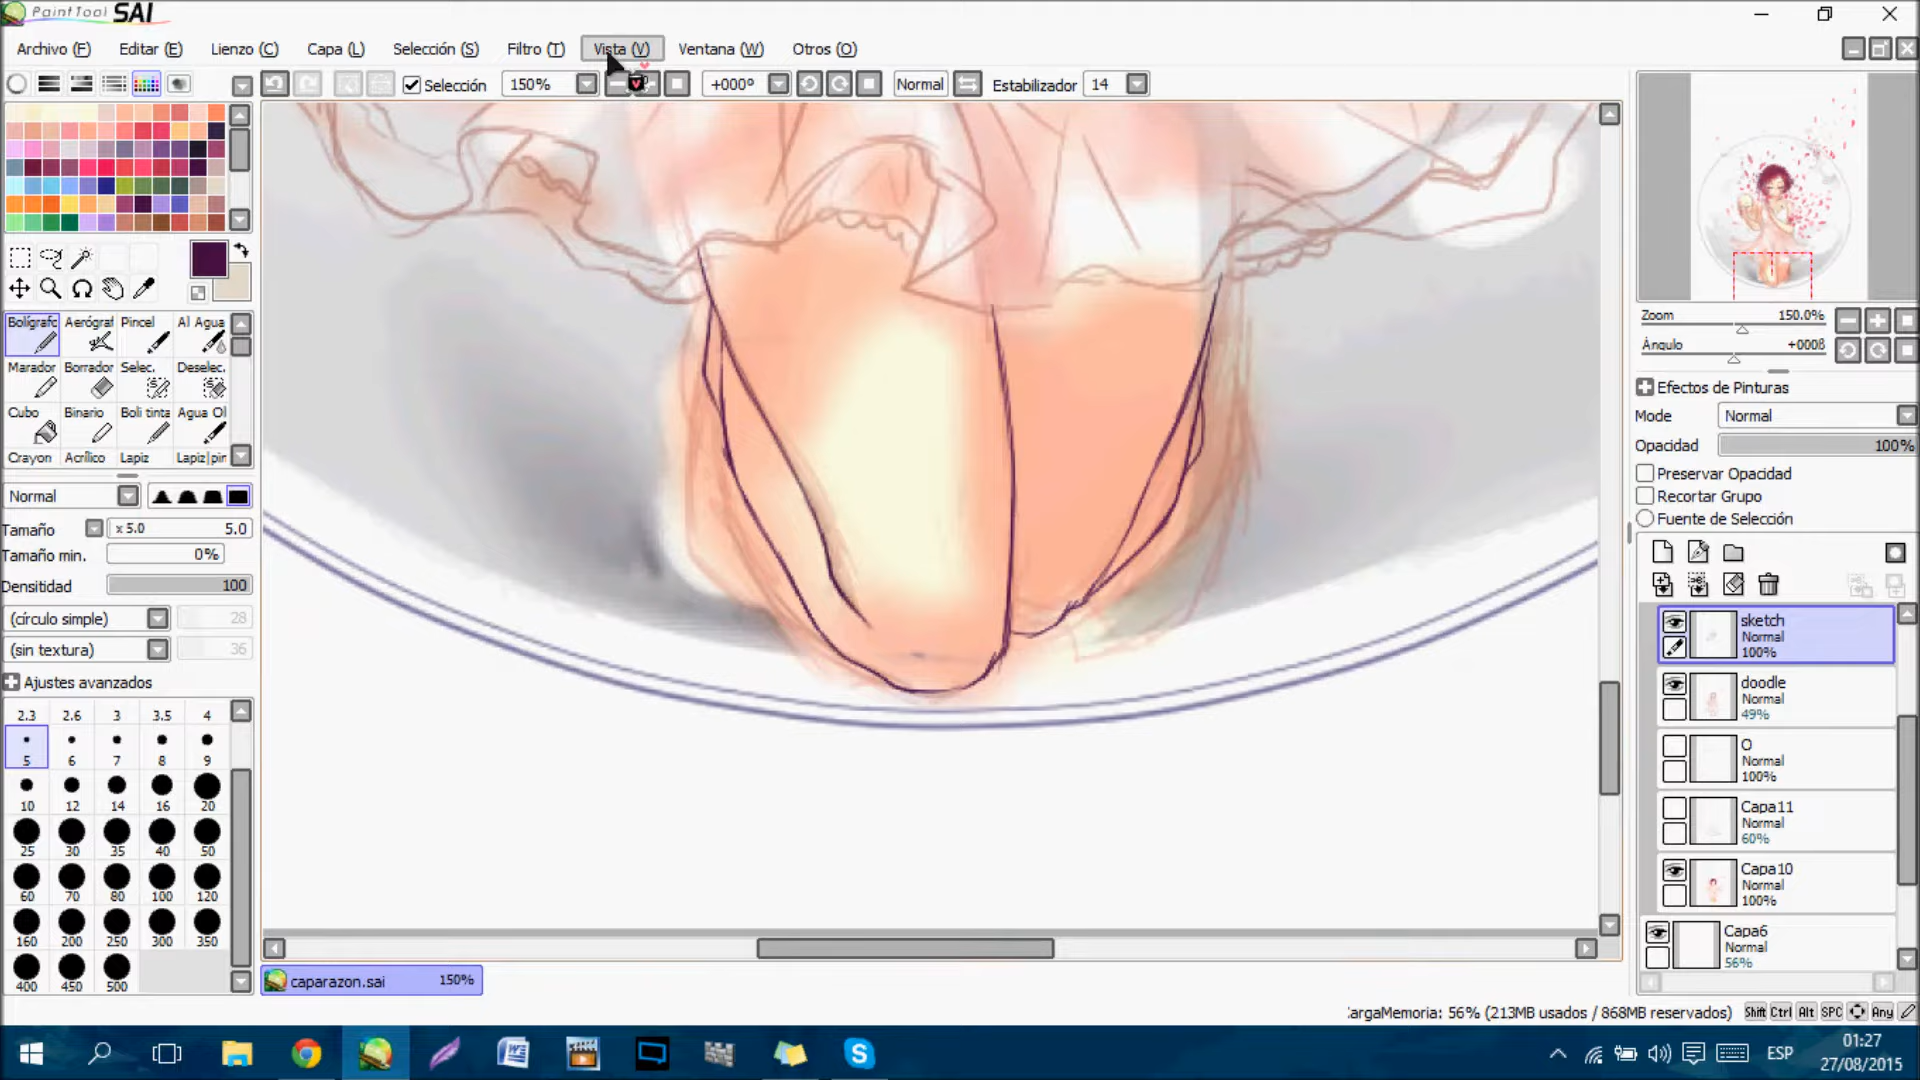 PaintTool SAI
Archivo (F) Editar (E) Lienzo (C) Capa (L) Selección (S) Filtro (T) Vista (V) Ventana (W) Otros (O)
Selección 150% +000º Normal Estabilizador 14
Bolígrafc Aerógraf Pincel Al Agua
Marador Borrador Selec. Deselec.
Cubo Binario Boli tinta Agua Ol
Crayon Acrílico Lapiz Lapiz|pin
Normal
Tamaño x 5.0 5.0
Tamaño min. 0%
Densitidad 100
(círculo simple) 28
(sin textura) 36
Ajustes avanzados
2.3 2.6 3 3.5 4
5 6 7 8 9
10 12 14 16 20
25 30 35 40 50
60 70 80 100 120
160 200 250 300 350
400 450 500
caparazon.sai 150%
Zoom 150.0%
Ángulo +000ß
Efectos de Pinturas
Mode Normal
Opacidad 100%
Preservar Opacidad
Recortar Grupo
Fuente de Selección
sketch
Normal
100%
doodle
Normal
49%
O
Normal
100%
Capa11
Normal
60%
Capa10
Normal
100%
Capa6
Normal
56%
:argaMemoria: 56% (213MB usados / 868MB reservados) Shift Ctrl Alt SPC Any
ESP
01:27
27/08/2015